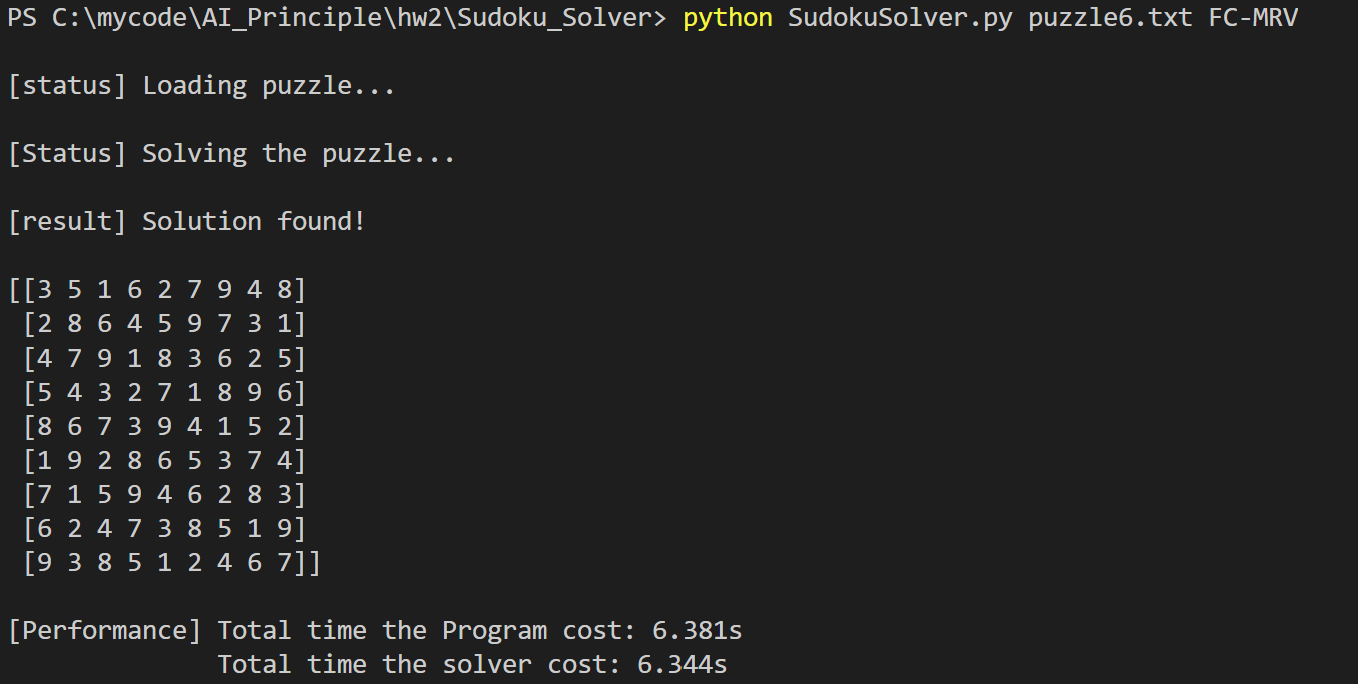 PS C:\mycode\AI_Principle\hw2\Sudoku_Solver> python SudokuSolver.py puzzle6.txt FC-MRV
[status] Loading puzzle...
[Status] Solving the puzzle...
[result] Solution found!
[[3 5 1 6 2 7 9 4 8]
[2 8 6 4 5 9 7 3 1]
[4 7 9 1 8 3 6 2 5]
[5 4 3 2 7 1 8 9 6]
[8 6 7 3 9 4 1 5 2]
[1 9 2 8 6 5 3 7 4]
[7 1 5 9 4 6 2 8 3]
[6 2 4 7 3 8 5 1 9]
[9 3 8 5 1 2 4 6 7]]
[Performance] Total time the Program cost: 6.381s
Total time the solver cost: 6.344s